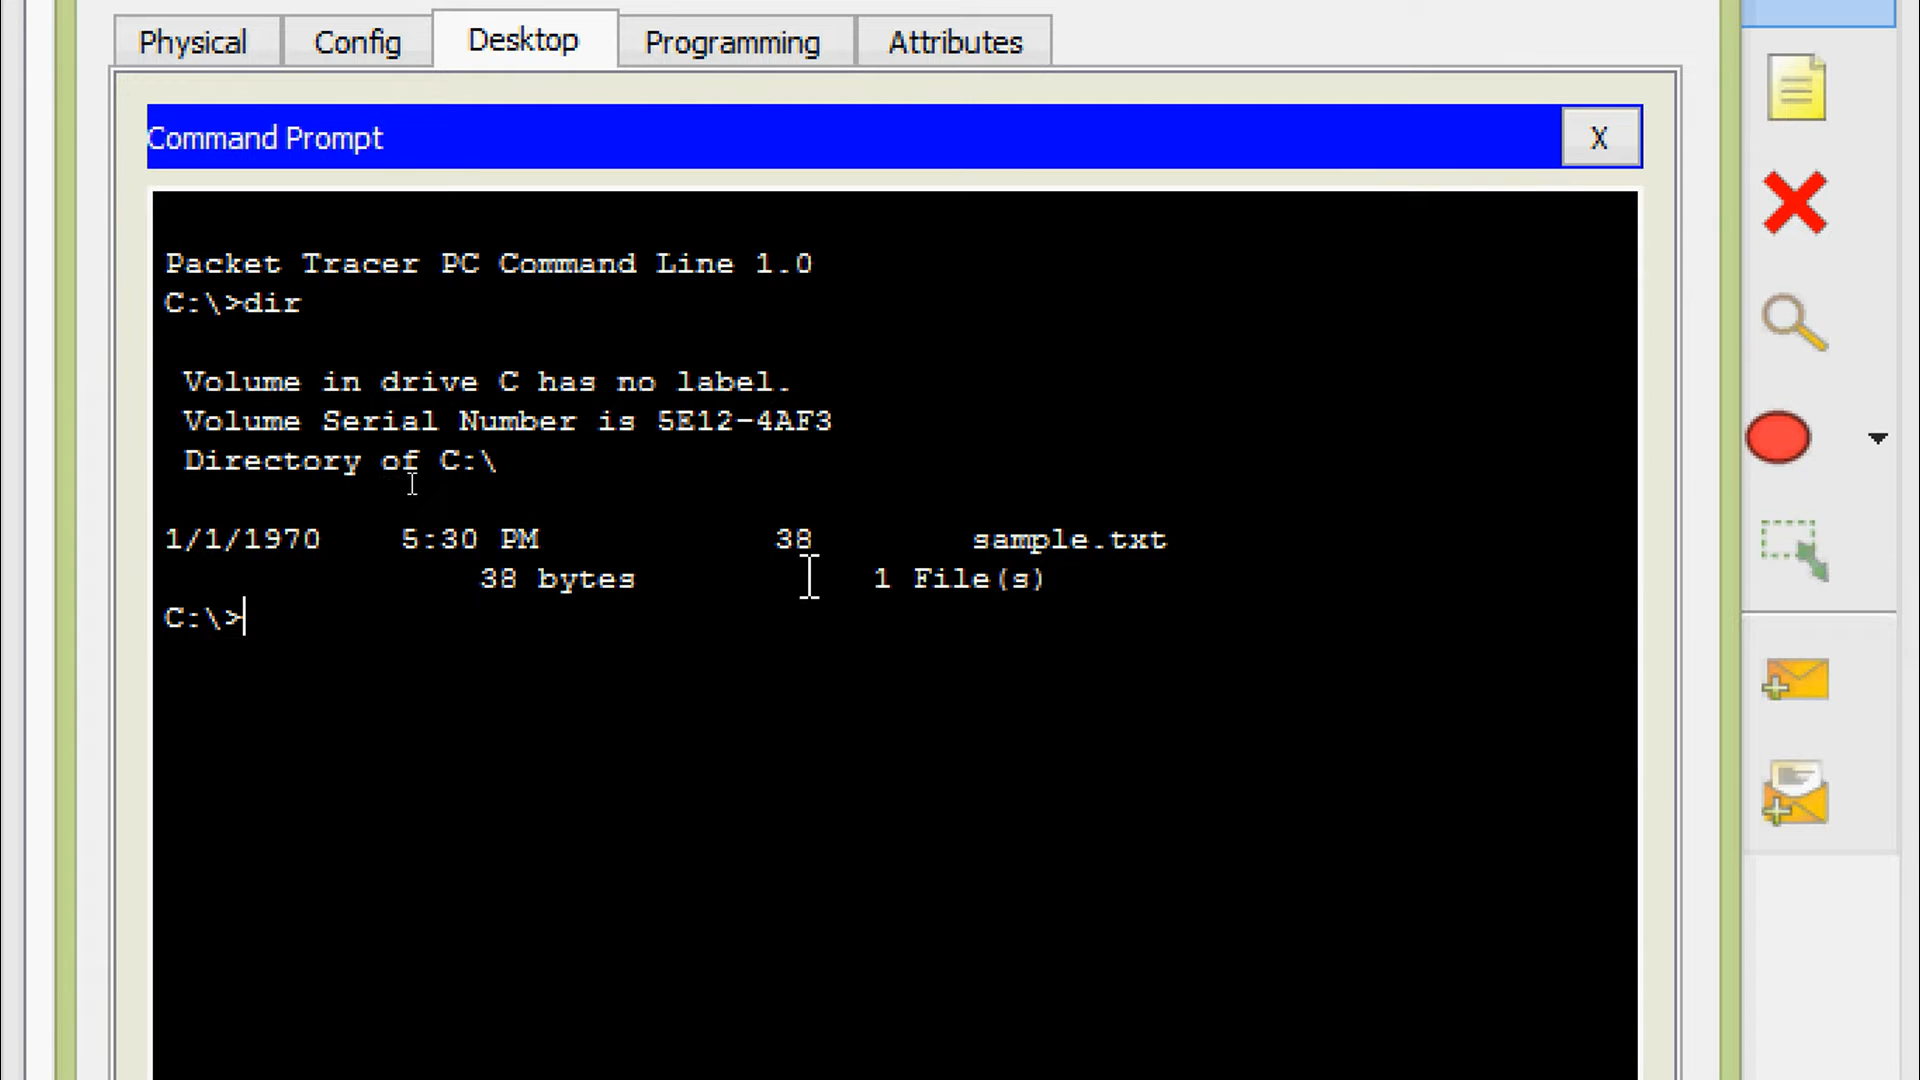 Physical Config Desktop Programming Attributes
Command Prompt X
Packet Tracer PC Command Line 1.0
C:\>dir
Volume in drive C has no label.
Volume Serial Number is 5E12-4AF3
Directory of C:\
1/1/1970 5:30 PM 38 sample.txt
38 bytes 1 File(s)
C:\>